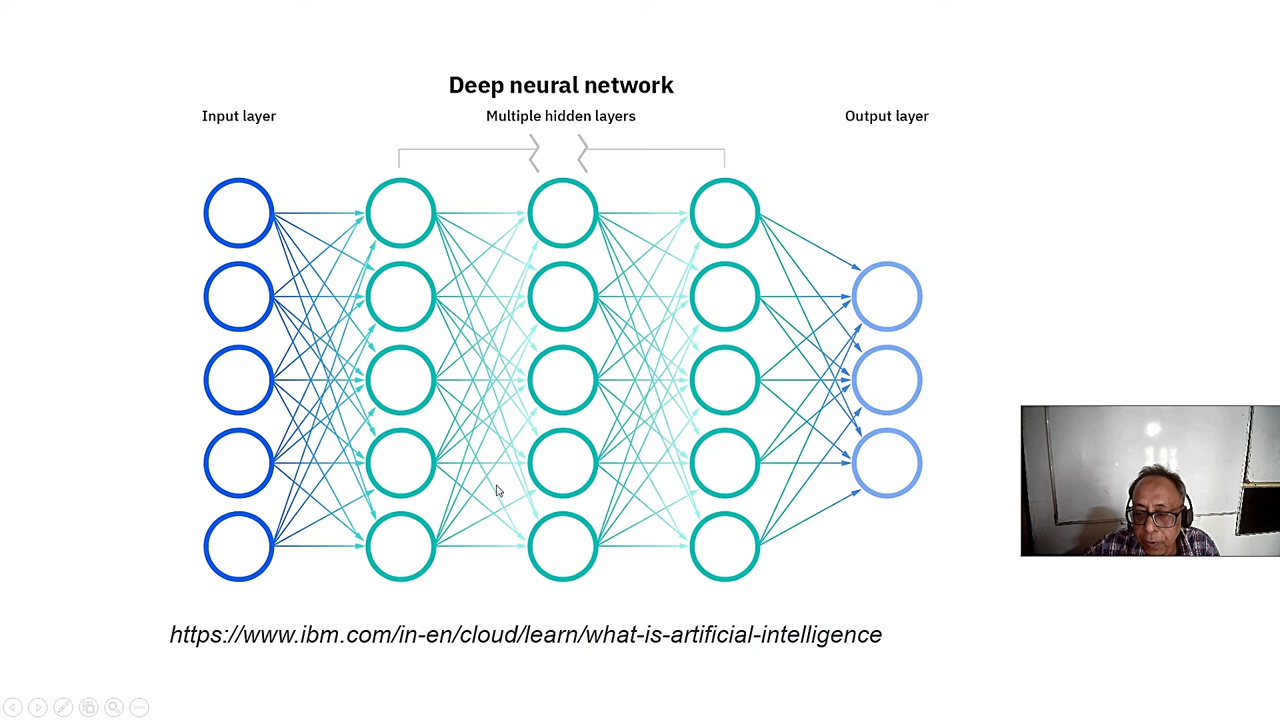 Deep neural network
Input layer
Multiple hidden layers
Output layer
https://www.ibm.com/in-en/cloud/learn/what-is-artificial-intelligence